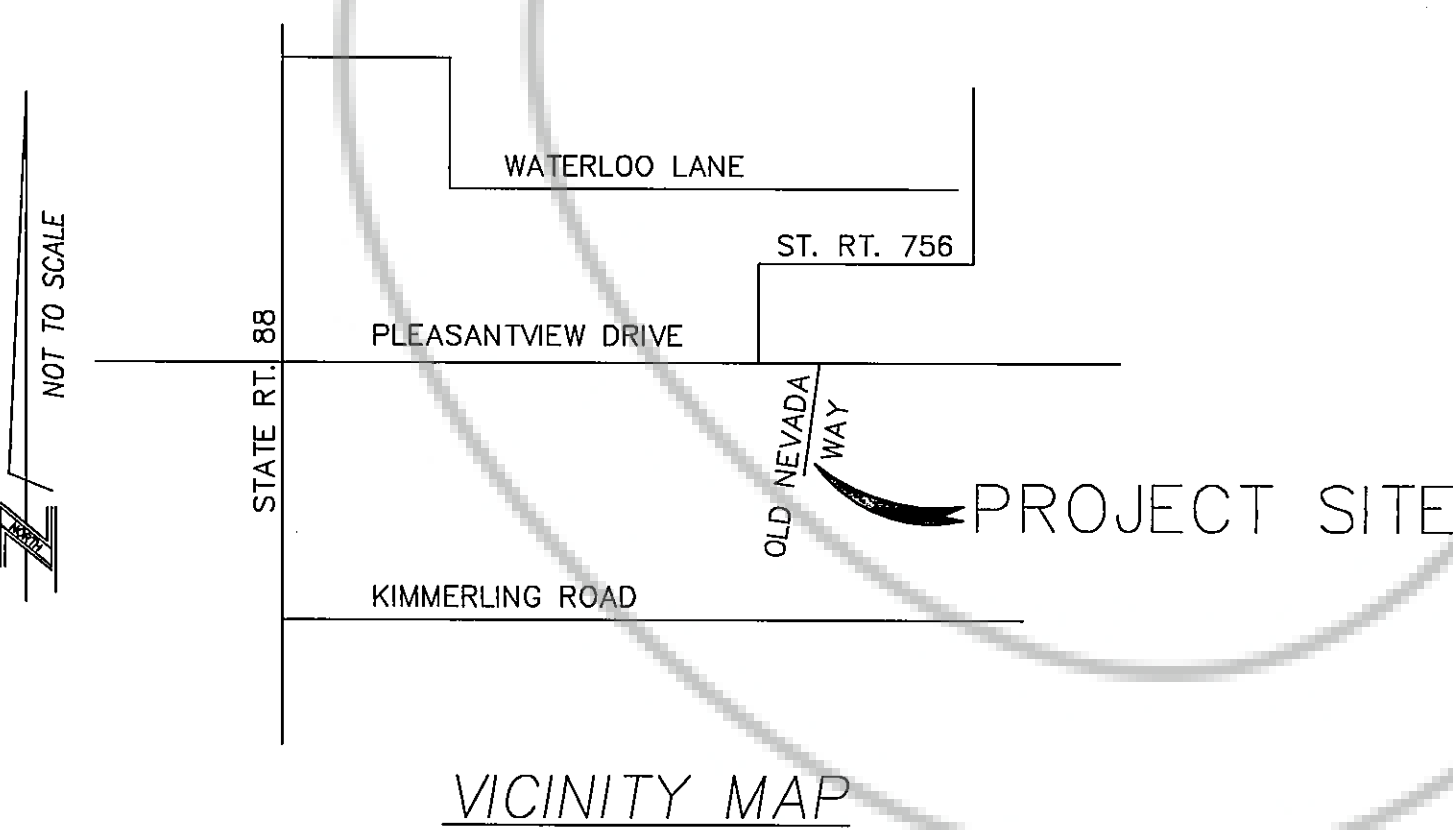 WATERLOO LANE
ST. RT. 756
NOT TO SCALE
STATE RT. 88
PLEASANTVIEW DRIVE
OLD NEVADA
WAY
PROJECT SITE
NORTH
KIMMERLING ROAD
VICINITY MAP